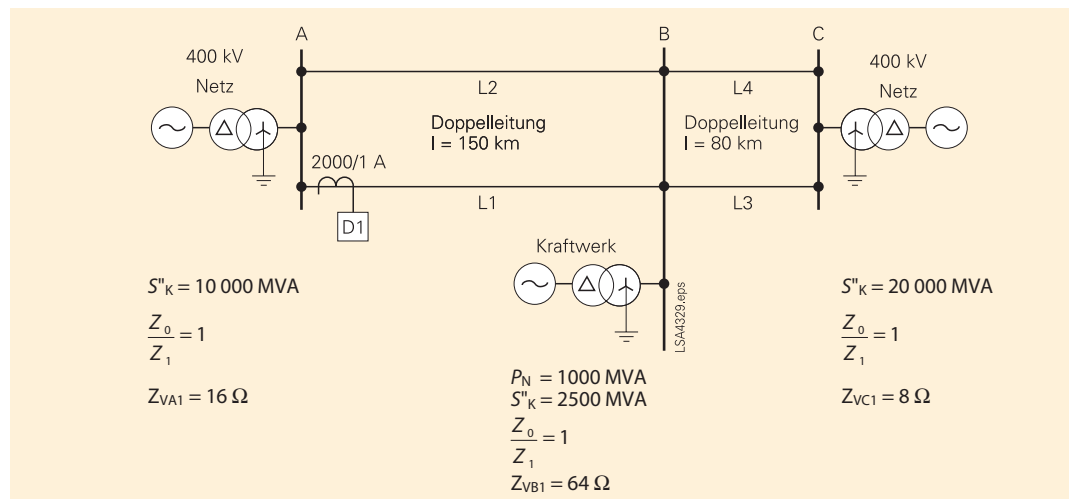 A
B
C
400 kV
Netz
400 kV
Netz
L2
L4
Doppelleitung
l = 150 km
Doppelleitung
l = 80 km
2000/1 A
L1
L3
D1
Kraftwerk
LSA4329.eps
S"K = 10 000 MVA
Z0
Z1
= 1
ZVA1 = 16 Ω
PN = 1000 MVA
S"K = 2500 MVA
Z0
Z1
= 1
ZVB1 = 64 Ω
S"K = 20 000 MVA
Z0
Z1
= 1
ZVC1 = 8 Ω